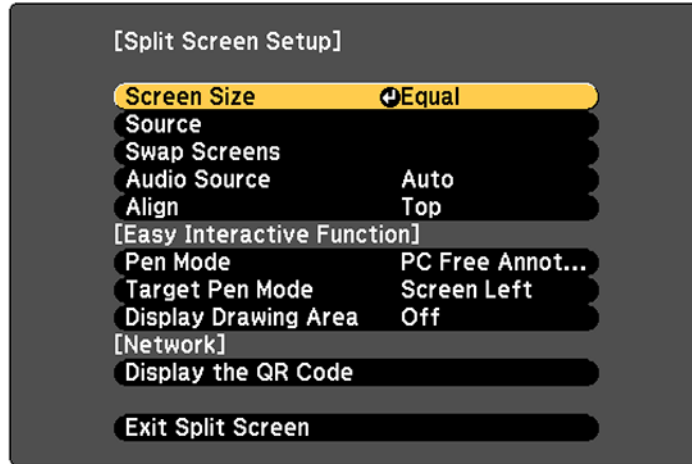 [Split Screen Setup]
Screen Size Equal
Source
Swap Screens
Audio Source Auto
Align Top
[Easy Interactive Function]
Pen Mode PC Free Annot...
Target Pen Mode Screen Left
Display Drawing Area Off
[Network]
Display the QR Code
Exit Split Screen